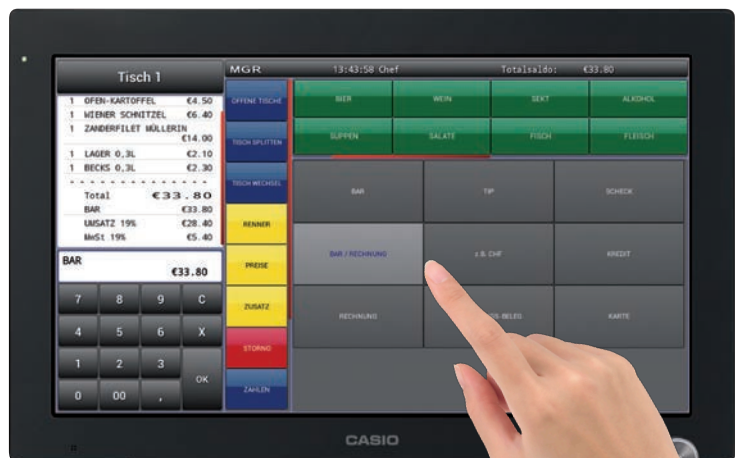 Tisch 1
MGR 13:43:58 Chef Totalsaldo: €33.80
1 OFEN-KARTOFFEL €4.50
1 WIENER SCHNITZEL €6.40
1 ZANDERFILET MÜLLERIN
€14.00
1 LAGER 0,3L €2.10
1 BECKS 0,3L €2.30
Total €33.80
BAR €33.80
UMSATZ 19% €28.40
MwSt 19% €5.40
BAR
€33.80
7 8 9 C
4 5 6 X
1 2 3
OK
0 00 ,
OFFENE TISCHE
TISCH SPLITTEN
TISCH WECHSEL
RENNER
PREISE
ZUSATZ
STORNO
ZAHLEN
BIER WEIN SEKT ALKOHOL
SUPPEN SALATE FISCH FLEISCH
BAR TIP SCHECK
BAR / RECHNUNG z.B. CHF KREDIT
RECHNUNG GS-BELEG KARTE
CASIO